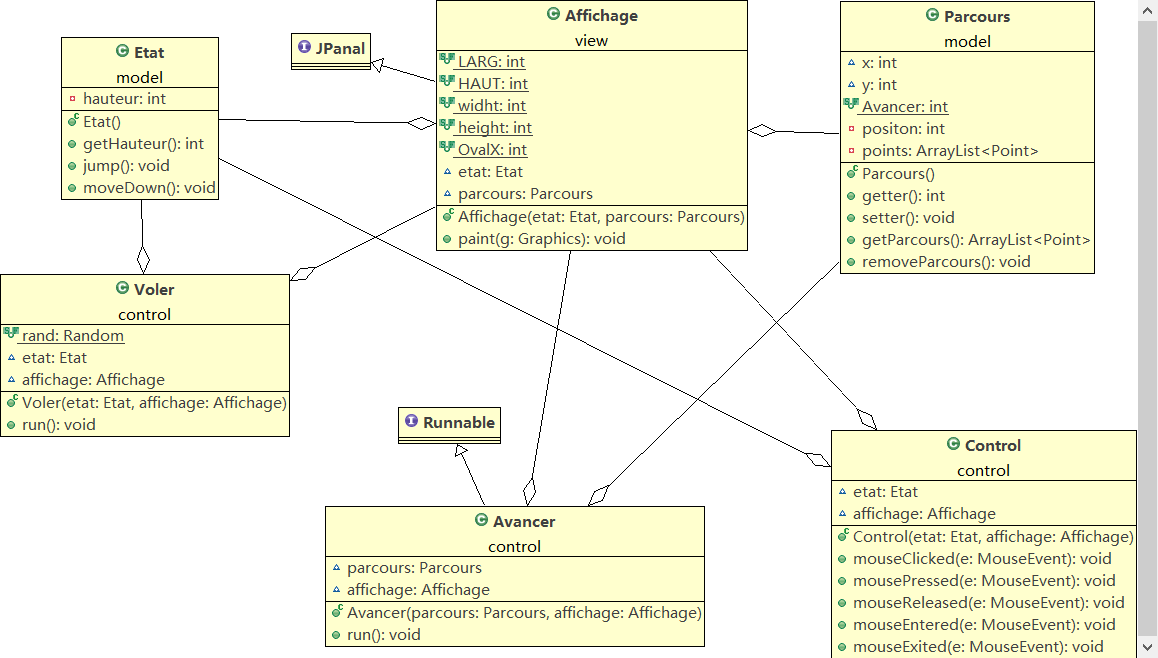 Etat
model
hauteur: int
Etat()
getHauteur(): int
jump(): void
moveDown(): void
JPanal
Affichage
view
LARG: int
HAUT: int
widht: int
height: int
OvalX: int
etat: Etat
parcours: Parcours
Affichage(etat: Etat, parcours: Parcours)
paint(g: Graphics): void
Parcours
model
x: int
y: int
Avancer: int
positon: int
points: ArrayList<Point>
Parcours()
getter(): int
setter(): void
getParcours(): ArrayList<Point>
removeParcours(): void
Voler
control
rand: Random
etat: Etat
affichage: Affichage
Voler(etat: Etat, affichage: Affichage)
run(): void
Runnable
Avancer
control
parcours: Parcours
affichage: Affichage
Avancer(parcours: Parcours, affichage: Affichage)
run(): void
Control
control
etat: Etat
affichage: Affichage
Control(etat: Etat, affichage: Affichage)
mouseClicked(e: MouseEvent): void
mousePressed(e: MouseEvent): void
mouseReleased(e: MouseEvent): void
mouseEntered(e: MouseEvent): void
mouseExited(e: MouseEvent): void